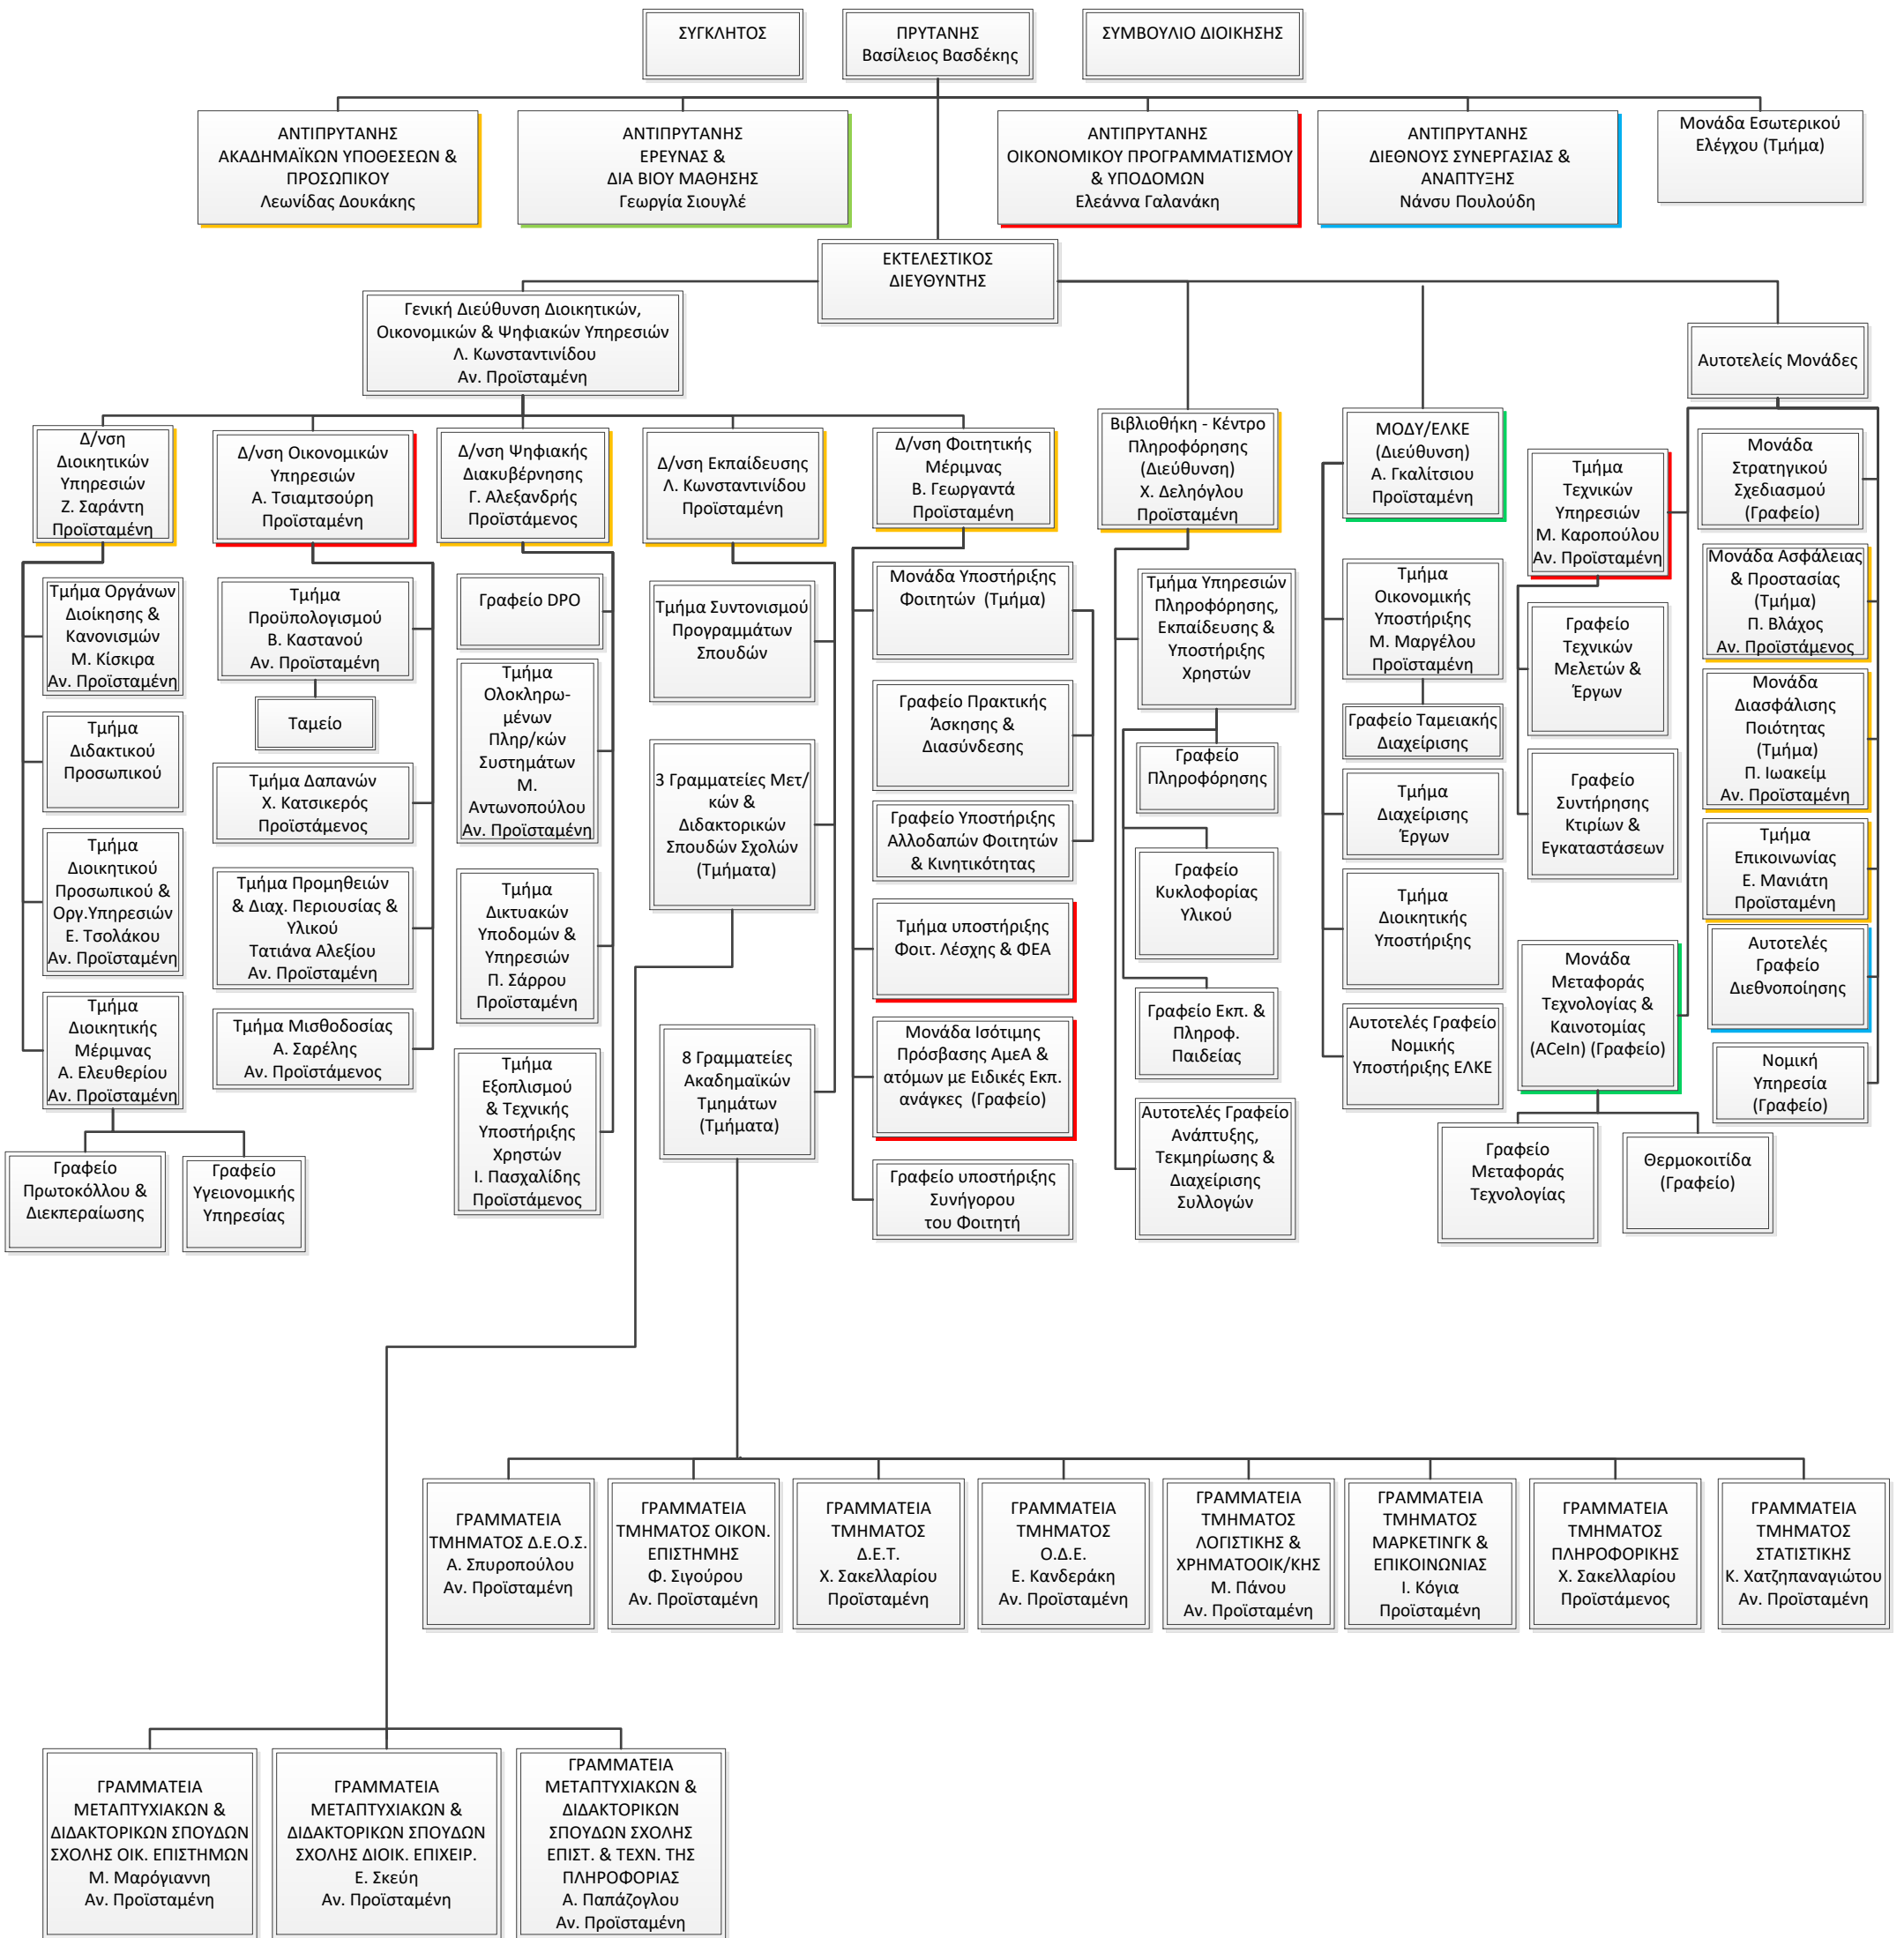 ΣΥΓΚΛΗΤΟΣ
ΠΡΥΤΑΝΗΣ
Βασίλειος Βασδέκης
ΣΥΜΒΟΥΛΙΟ ΔΙΟΙΚΗΣΗΣ
ΑΝΤΙΠΡΥΤΑΝΗΣ
ΑΚΑΔΗΜΑΪΚΩΝ ΥΠΟΘΕΣΕΩΝ &
ΠΡΟΣΩΠΙΚΟΥ
Λεωνίδας Δουκάκης
ΑΝΤΙΠΡΥΤΑΝΗΣ
ΕΡΕΥΝΑΣ &
ΔΙΑ ΒΙΟΥ ΜΑΘΗΣΗΣ
Γεωργία Σιουγλέ
ΑΝΤΙΠΡΥΤΑΝΗΣ
ΟΙΚΟΝΟΜΙΚΟΥ ΠΡΟΓΡΑΜΜΑΤΙΣΜΟΥ
& ΥΠΟΔΟΜΩΝ
Ελεάννα Γαλανάκη
ΑΝΤΙΠΡΥΤΑΝΗΣ
ΔΙΕΘΝΟΥΣ ΣΥΝΕΡΓΑΣΙΑΣ &
ΑΝΑΠΤΥΞΗΣ
Νάνσυ Πουλούδη
Μονάδα Εσωτερικού
Ελέγχου (Τμήμα)
ΕΚΤΕΛΕΣΤΙΚΟΣ
ΔΙΕΥΘΥΝΤΗΣ
Γενική Διεύθυνση Διοικητικών,
Οικονομικών & Ψηφιακών Υπηρεσιών
Λ. Κωνσταντινίδου
Αν. Προϊσταμένη
Αυτοτελείς Μονάδες
Δ/νση
Διοικητικών
Υπηρεσιών
Ζ. Σαράντη
Προϊσταμένη
Δ/νση Οικονομικών
Υπηρεσιών
Α. Τσιαμτσούρη
Προϊσταμένη
Δ/νση Ψηφιακής
Διακυβέρνησης
Γ. Αλεξανδρής
Προϊστάμενος
Δ/νση Εκπαίδευσης
Λ. Κωνσταντινίδου
Προϊσταμένη
Δ/νση Φοιτητικής
Μέριμνας
Β. Γεωργαντά
Προϊσταμένη
Βιβλιοθήκη - Κέντρο
Πληροφόρησης
(Διεύθυνση)
Χ. Δεληόγλου
Προϊσταμένη
ΜΟΔΥ/ΕΛΚΕ
(Διεύθυνση)
Α. Γκαλίτσιου
Προϊσταμένη
Τμήμα Οργάνων
Διοίκησης &
Κανονισμών
Μ. Κίσκιρα
Αν. Προϊσταμένη
Τμήμα
Διδακτικού
Προσωπικού
Τμήμα
Διοικητικού
Προσωπικού &
Οργ.Υπηρεσιών
Ε. Τσολάκου
Αν. Προϊσταμένη
Τμήμα
Διοικητικής
Μέριμνας
Α. Ελευθερίου
Αν. Προϊσταμένη
Γραφείο
Πρωτοκόλλου &
Διεκπεραίωσης
Γραφείο
Υγειονομικής
Υπηρεσίας
Τμήμα
Προϋπολογισμού
Β. Καστανού
Αν. Προϊσταμένη
Ταμείο
Τμήμα Δαπανών
Χ. Κατσικερός
Προϊστάμενος
Τμήμα Προμηθειών
& Διαχ. Περιουσίας &
Υλικού
Τατιάνα Αλεξίου
Αν. Προϊσταμένη
Τμήμα Μισθοδοσίας
Α. Σαρέλης
Αν. Προϊστάμενος
Γραφείο DPO
Τμήμα
Ολοκληρω-
μένων
Πληρ/κών
Συστημάτων
Μ.
Αντωνοπούλου
Αν. Προϊσταμένη
Τμήμα
Δικτυακών
Υποδομών &
Υπηρεσιών
Π. Σάρρου
Προϊσταμένη
Τμήμα
Εξοπλισμού
& Τεχνικής
Υποστήριξης
Χρηστών
Ι. Πασχαλίδης
Προϊστάμενος
Τμήμα Συντονισμού
Προγραμμάτων
Σπουδών
3 Γραμματείες Μετ/
κών &
Διδακτορικών
Σπουδών Σχολών
(Τμήματα)
8 Γραμματείες
Ακαδημαϊκών
Τμημάτων
(Τμήματα)
Μονάδα Υποστήριξης
Φοιτητών (Τμήμα)
Γραφείο Πρακτικής
Άσκησης &
Διασύνδεσης
Γραφείο Υποστήριξης
Αλλοδαπών Φοιτητών
& Κινητικότητας
Τμήμα υποστήριξης
Φοιτ. Λέσχης & ΦΕΑ
Μονάδα Ισότιμης
Πρόσβασης ΑμεΑ &
ατόμων με Ειδικές Εκπ.
ανάγκες (Γραφείο)
Γραφείο υποστήριξης
Συνήγορου
του Φοιτητή
Τμήμα Υπηρεσιών
Πληροφόρησης,
Εκπαίδευσης &
Υποστήριξης
Χρηστών
Γραφείο
Πληροφόρησης
Γραφείο
Κυκλοφορίας
Υλικού
Γραφείο Εκπ. &
Πληροφ.
Παιδείας
Αυτοτελές Γραφείο
Ανάπτυξης,
Τεκμηρίωσης &
Διαχείρισης
Συλλογών
Τμήμα
Οικονομικής
Υποστήριξης
Μ. Μαργέλου
Προϊσταμένη
Γραφείο Ταμειακής
Διαχείρισης
Τμήμα
Διαχείρισης
Έργων
Τμήμα
Διοικητικής
Υποστήριξης
Αυτοτελές Γραφείο
Νομικής
Υποστήριξης ΕΛΚΕ
Τμήμα
Τεχνικών
Υπηρεσιών
Μ. Καροπούλου
Αν. Προϊσταμένη
Γραφείο
Τεχνικών
Μελετών &
Έργων
Γραφείο
Συντήρησης
Κτιρίων &
Εγκαταστάσεων
Μονάδα
Μεταφοράς
Τεχνολογίας &
Καινοτομίας
(ACeIn) (Γραφείο)
Γραφείο
Μεταφοράς
Τεχνολογίας
Θερμοκοιτίδα
(Γραφείο)
Μονάδα
Στρατηγικού
Σχεδιασμού
(Γραφείο)
Μονάδα Ασφάλειας
& Προστασίας
(Τμήμα)
Π. Βλάχος
Αν. Προϊστάμενος
Μονάδα
Διασφάλισης
Ποιότητας
(Τμήμα)
Π. Ιωακείμ
Αν. Προϊσταμένη
Τμήμα
Επικοινωνίας
Ε. Μανιάτη
Προϊσταμένη
Αυτοτελές
Γραφείο
Διεθνοποίησης
Νομική
Υπηρεσία
(Γραφείο)
ΓΡΑΜΜΑΤΕΙΑ
ΤΜΗΜΑΤΟΣ Δ.Ε.Ο.Σ.
Α. Σπυροπούλου
Αν. Προϊσταμένη
ΓΡΑΜΜΑΤΕΙΑ
ΤΜΗΜΑΤΟΣ ΟΙΚΟΝ.
ΕΠΙΣΤΗΜΗΣ
Φ. Σιγούρου
Αν. Προϊσταμένη
ΓΡΑΜΜΑΤΕΙΑ
ΤΜΗΜΑΤΟΣ
Δ.Ε.Τ.
Χ. Σακελλαρίου
Προϊσταμένη
ΓΡΑΜΜΑΤΕΙΑ
ΤΜΗΜΑΤΟΣ
Ο.Δ.Ε.
Ε. Κανδεράκη
Αν. Προϊσταμένη
ΓΡΑΜΜΑΤΕΙΑ
ΤΜΗΜΑΤΟΣ
ΛΟΓΙΣΤΙΚΗΣ &
ΧΡΗΜΑΤΟΟΙΚ/ΚΗΣ
Μ. Πάνου
Αν. Προϊσταμένη
ΓΡΑΜΜΑΤΕΙΑ
ΤΜΗΜΑΤΟΣ
ΜΑΡΚΕΤΙΝΓΚ &
ΕΠΙΚΟΙΝΩΝΙΑΣ
Ι. Κόγια
Προϊσταμένη
ΓΡΑΜΜΑΤΕΙΑ
ΤΜΗΜΑΤΟΣ
ΠΛΗΡΟΦΟΡΙΚΗΣ
Χ. Σακελλαρίου
Προϊστάμενος
ΓΡΑΜΜΑΤΕΙΑ
ΤΜΗΜΑΤΟΣ
ΣΤΑΤΙΣΤΙΚΗΣ
Κ. Χατζηπαναγιώτου
Αν. Προϊσταμένη
ΓΡΑΜΜΑΤΕΙΑ
ΜΕΤΑΠΤΥΧΙΑΚΩΝ &
ΔΙΔΑΚΤΟΡΙΚΩΝ ΣΠΟΥΔΩΝ
ΣΧΟΛΗΣ ΟΙΚ. ΕΠΙΣΤΗΜΩΝ
Μ. Μαρόγιαννη
Αν. Προϊσταμένη
ΓΡΑΜΜΑΤΕΙΑ
ΜΕΤΑΠΤΥΧΙΑΚΩΝ &
ΔΙΔΑΚΤΟΡΙΚΩΝ ΣΠΟΥΔΩΝ
ΣΧΟΛΗΣ ΔΙΟΙΚ. ΕΠΙΧΕΙΡ.
Ε. Σκεύη
Αν. Προϊσταμένη
ΓΡΑΜΜΑΤΕΙΑ
ΜΕΤΑΠΤΥΧΙΑΚΩΝ &
ΔΙΔΑΚΤΟΡΙΚΩΝ
ΣΠΟΥΔΩΝ ΣΧΟΛΗΣ
ΕΠΙΣΤ. & ΤΕΧΝ. ΤΗΣ
ΠΛΗΡΟΦΟΡΙΑΣ
Α. Παπάζογλου
Αν. Προϊσταμένη